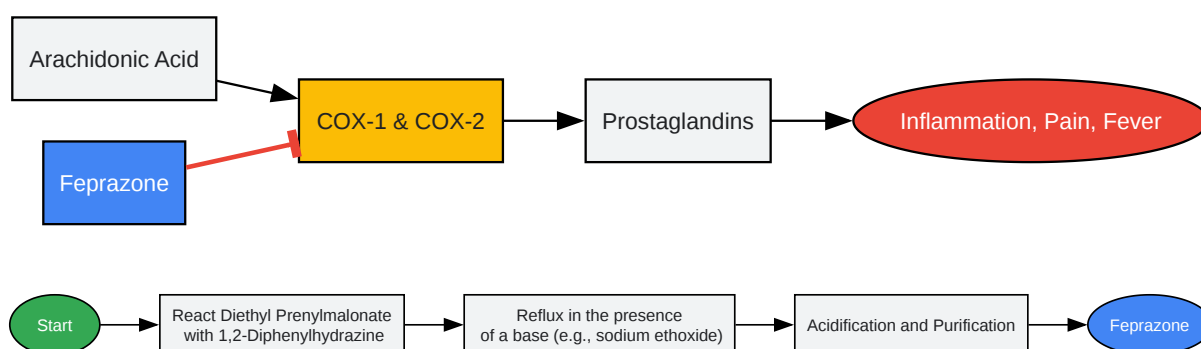 Arachidonic Acid
COX-1 & COX-2
Prostaglandins
Inflammation, Pain, Fever
Feprazone
Start
React Diethyl Prenylmalonate
with 1,2-Diphenylhydrazine
Reflux in the presence
of a base (e.g., sodium ethoxide)
Acidification and Purification
Feprazone